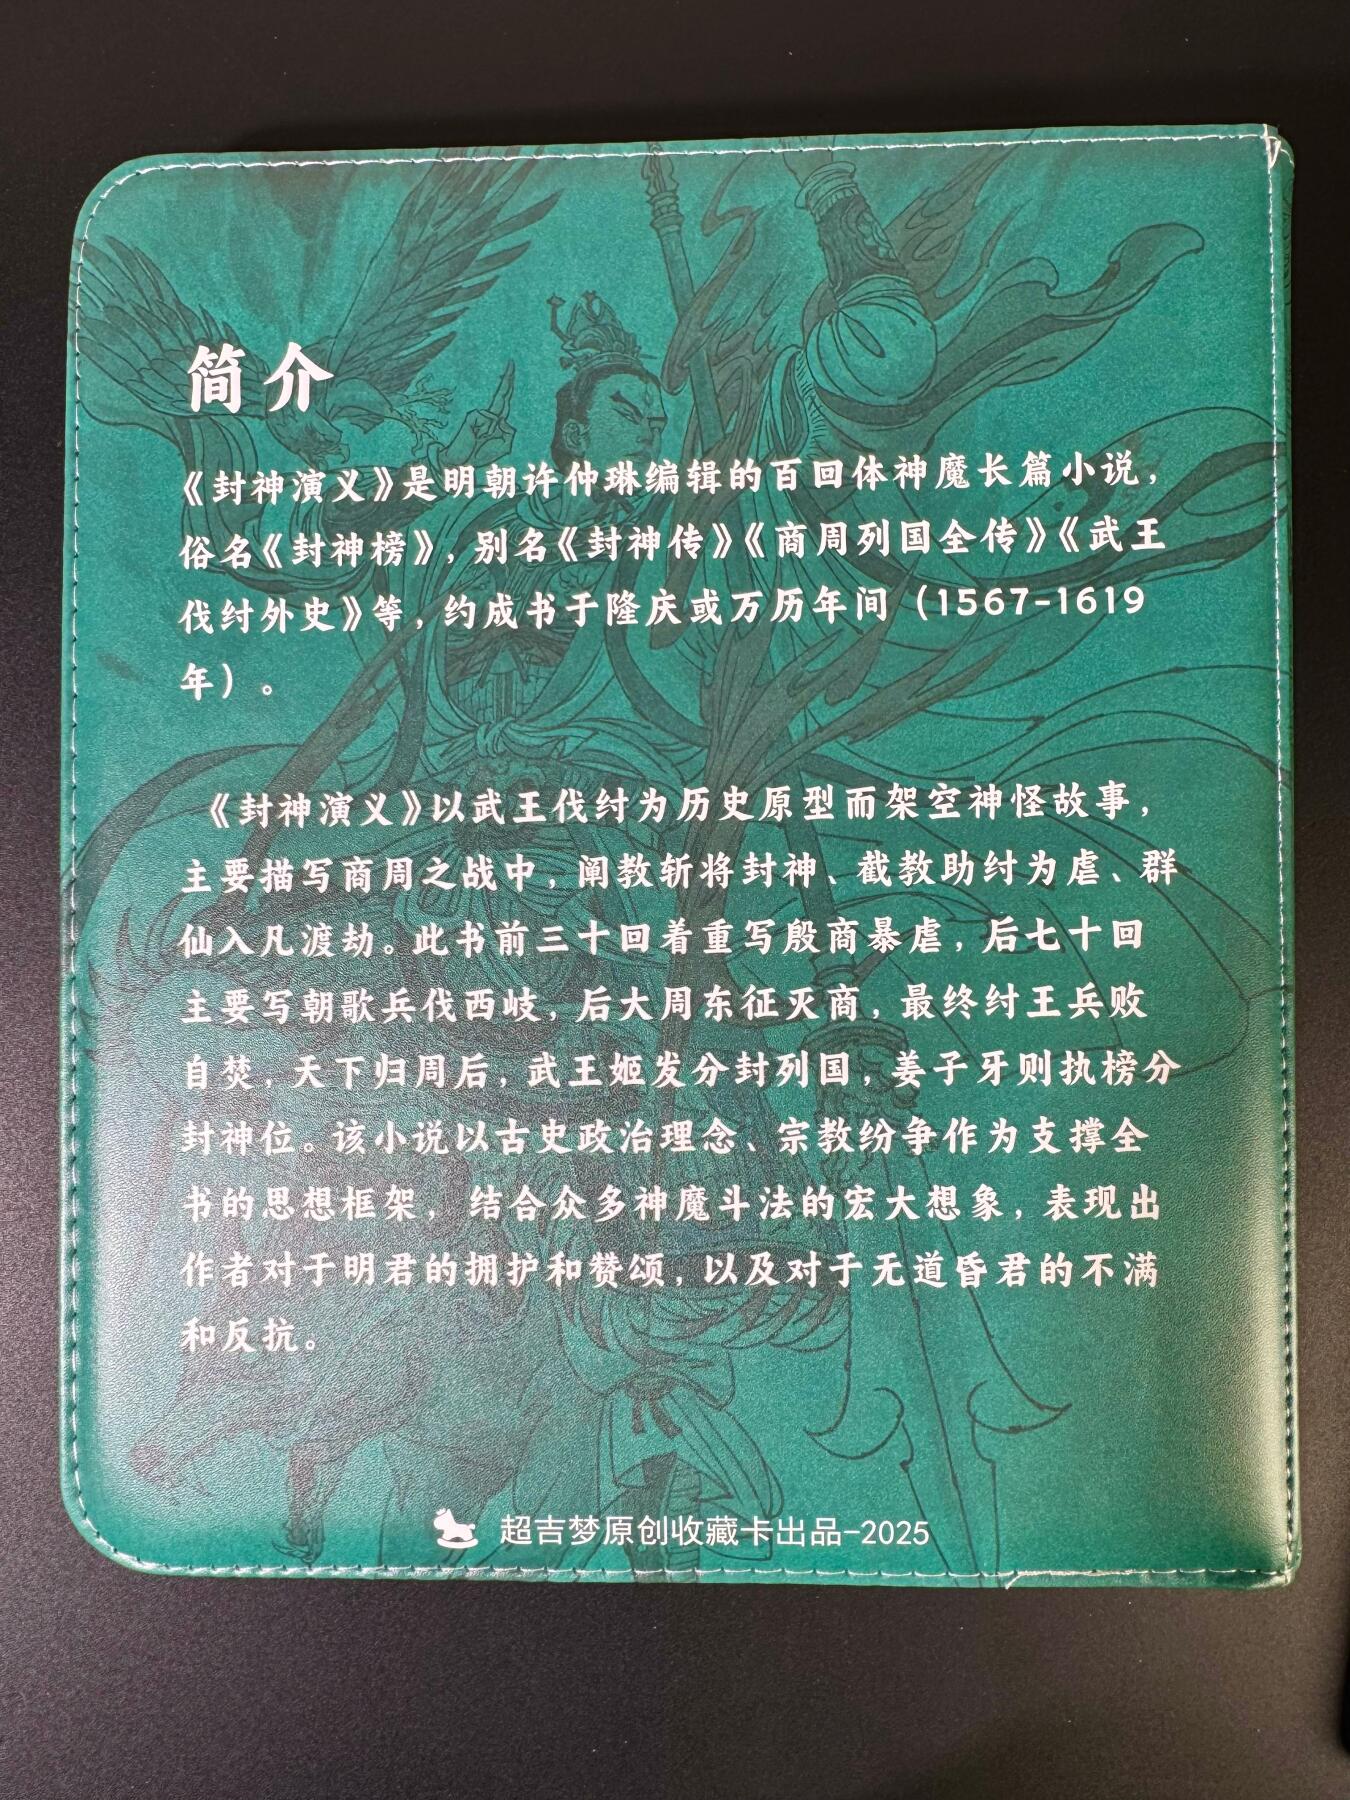 简介
《封神演义》是明朝许仲琳编辑的百回体神魔长篇小说，
俗名《封神榜》，别名《封神传》《商周列国全传》《武王
伐纣外史》等，约成书于隆庆或万历年间（1567-1619
年）。
《封神演义》以武王伐纣为历史原型而架空神怪故事，
主要描写商周之战中，阐教斩将封神、截教助纣为虐、群
仙入凡渡劫。此书前三十回着重写殷商暴虐，后七十回
主要写朝歌兵伐西岐，后大周东征灭商，最终纣王兵败
自焚，天下归周后，武王姬发分封列国，姜子牙则执榜分
封神位。该小说以古史政治理念、宗教纷争作为支撑全
书的思想框架，结合众多神魔斗法的宏大想象，表现出
作者对于明君的拥护和赞颂，以及对于无道昏君的不满
和反抗。
超吉梦原创收藏卡出品-2025